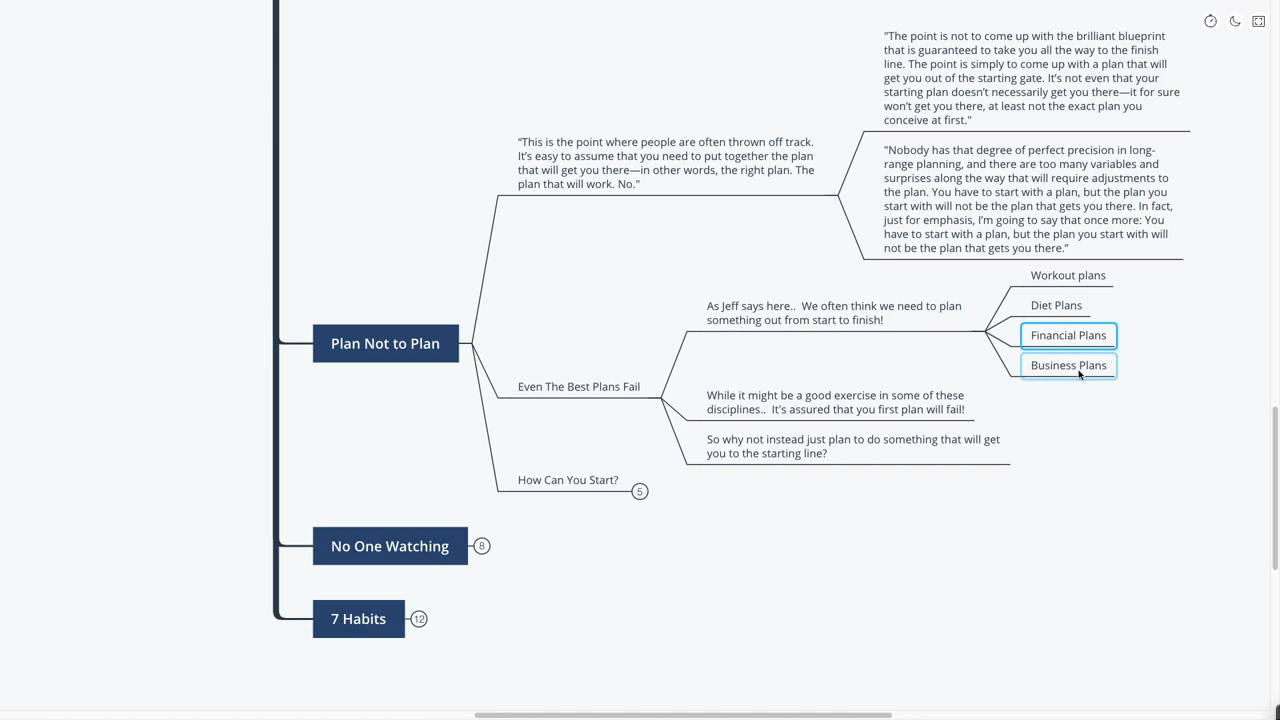 "The point is not to come up with the brilliant blueprint
that is guaranteed to take you all the way to the finish
line. The point is simply to come up with a plan that will
get you out of the starting gate. It’s not even that your
starting plan doesn’t necessarily get you there—it for sure
won’t get you there, at least not the exact plan you
conceive at first."
“This is the point where people are often thrown off track.
It’s easy to assume that you need to put together the plan
that will get you there—in other words, the right plan. The
plan that will work. No."
"Nobody has that degree of perfect precision in long-
range planning, and there are too many variables and
surprises along the way that will require adjustments to
the plan. You have to start with a plan, but the plan you
start with will not be the plan that gets you there. In fact,
just for emphasis, I’m going to say that once more: You
have to start with a plan, but the plan you start with will
not be the plan that gets you there.”
Plan Not to Plan
Even The Best Plans Fail
As Jeff says here..  We often think we need to plan
something out from start to finish!
Workout plans
Diet Plans
Financial Plans
Business Plans
While it might be a good exercise in some of these
disciplines..  It's assured that you first plan will fail!
So why not instead just plan to do something that will get
you to the starting line?
How Can You Start?
5
No One Watching
8
7 Habits
12